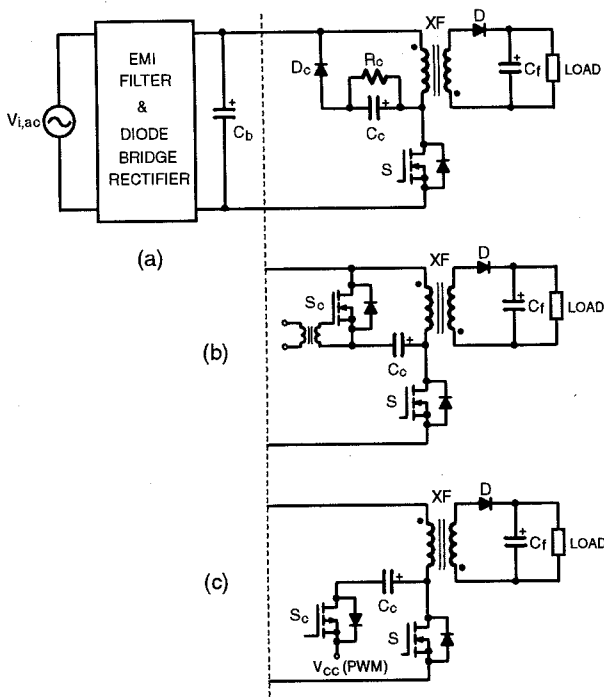 EMI
FILTER
&
DIODE
BRIDGE
RECTIFIER
Vi,ac
+
Cb
Dc
Rc
+
Cc
S
XF
D
+
Cf
LOAD
(a)
Sc
+
Cc
S
XF
D
+
Cf
LOAD
(b)
XF
D
+
Cf
LOAD
+
Cc
Sc
S
VCC (PWM)
(c)